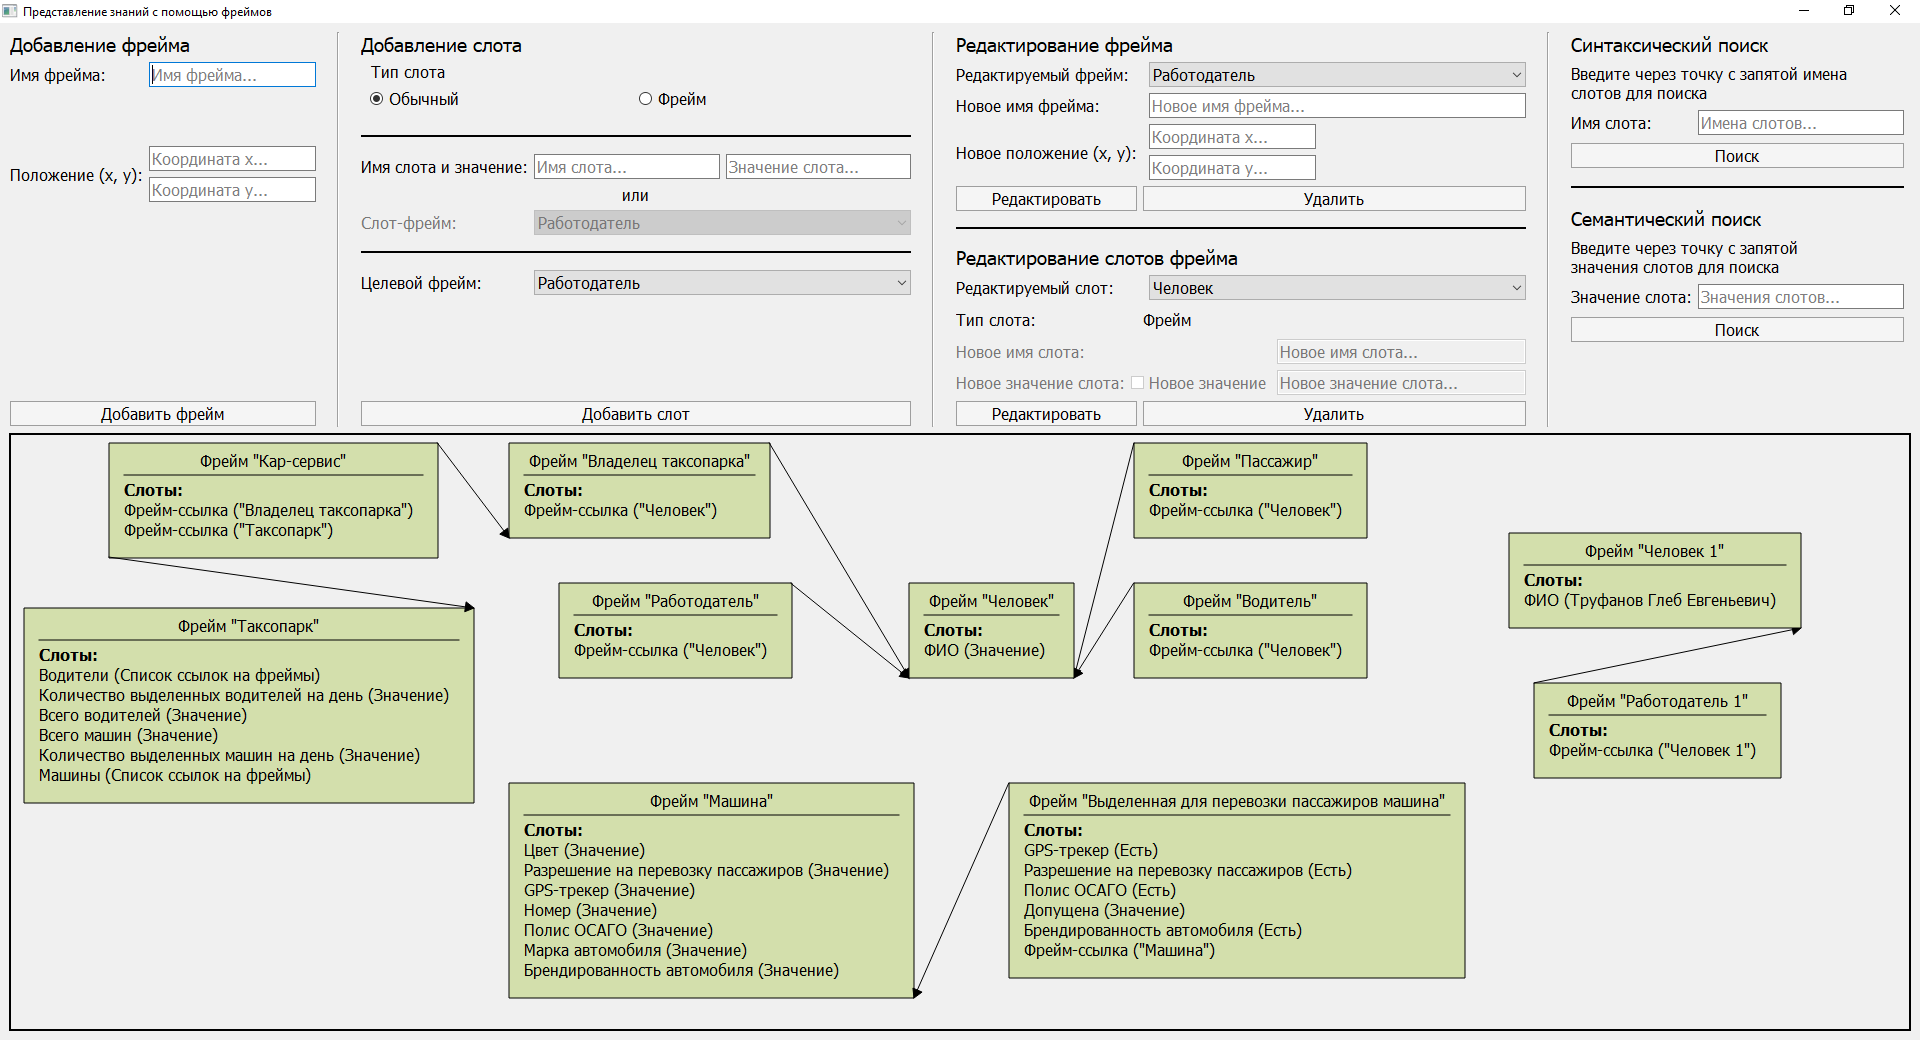 Представление знаний с помощью фреймов
Добавление фрейма
Имя фрейма:
Имя фрейма...
Положение (x, y):
Координата x...
Координата y...
Добавить фрейм
Добавление слота
Тип слота
Обычный
Фрейм
Имя слота и значение:
Имя слота...
Значение слота...
или
Слот-фрейм:
Работодатель
Целевой фрейм:
Работодатель
Добавить слот
Редактирование фрейма
Редактируемый фрейм:
Работодатель
Новое имя фрейма:
Новое имя фрейма...
Новое положение (x, y):
Координата x...
Координата y...
Редактировать
Удалить
Редактирование слотов фрейма
Редактируемый слот:
Человек
Тип слота:
Фрейм
Новое имя слота:
Новое имя слота...
Новое значение слота:
Новое значение
Новое значение слота...
Редактировать
Удалить
Синтаксический поиск
Введите через точку с запятой имена
слотов для поиска
Имя слота:
Имена слотов...
Поиск
Семантический поиск
Введите через точку с запятой
значения слотов для поиска
Значение слота:
Значения слотов...
Поиск
Фрейм "Кар-сервис"
Слоты:
Фрейм-ссылка ("Владелец таксопарка")
Фрейм-ссылка ("Таксопарк")
Фрейм "Владелец таксопарка"
Слоты:
Фрейм-ссылка ("Человек")
Фрейм "Пассажир"
Слоты:
Фрейм-ссылка ("Человек")
Фрейм "Человек 1"
Слоты:
ФИО (Труфанов Глеб Евгеньевич)
Фрейм "Работодатель"
Слоты:
Фрейм-ссылка ("Человек")
Фрейм "Человек"
Слоты:
ФИО (Значение)
Фрейм "Водитель"
Слоты:
Фрейм-ссылка ("Человек")
Фрейм "Таксопарк"
Слоты:
Водители (Список ссылок на фреймы)
Количество выделенных водителей на день (Значение)
Всего водителей (Значение)
Всего машин (Значение)
Количество выделенных машин на день (Значение)
Машины (Список ссылок на фреймы)
Фрейм "Работодатель 1"
Слоты:
Фрейм-ссылка ("Человек 1")
Фрейм "Машина"
Слоты:
Цвет (Значение)
Разрешение на перевозку пассажиров (Значение)
GPS-трекер (Значение)
Номер (Значение)
Полис ОСАГО (Значение)
Марка автомобиля (Значение)
Брендированность автомобиля (Значение)
Фрейм "Выделенная для перевозки пассажиров машина"
Слоты:
GPS-трекер (Есть)
Разрешение на перевозку пассажиров (Есть)
Полис ОСАГО (Есть)
Допущена (Значение)
Брендированность автомобиля (Есть)
Фрейм-ссылка ("Машина")